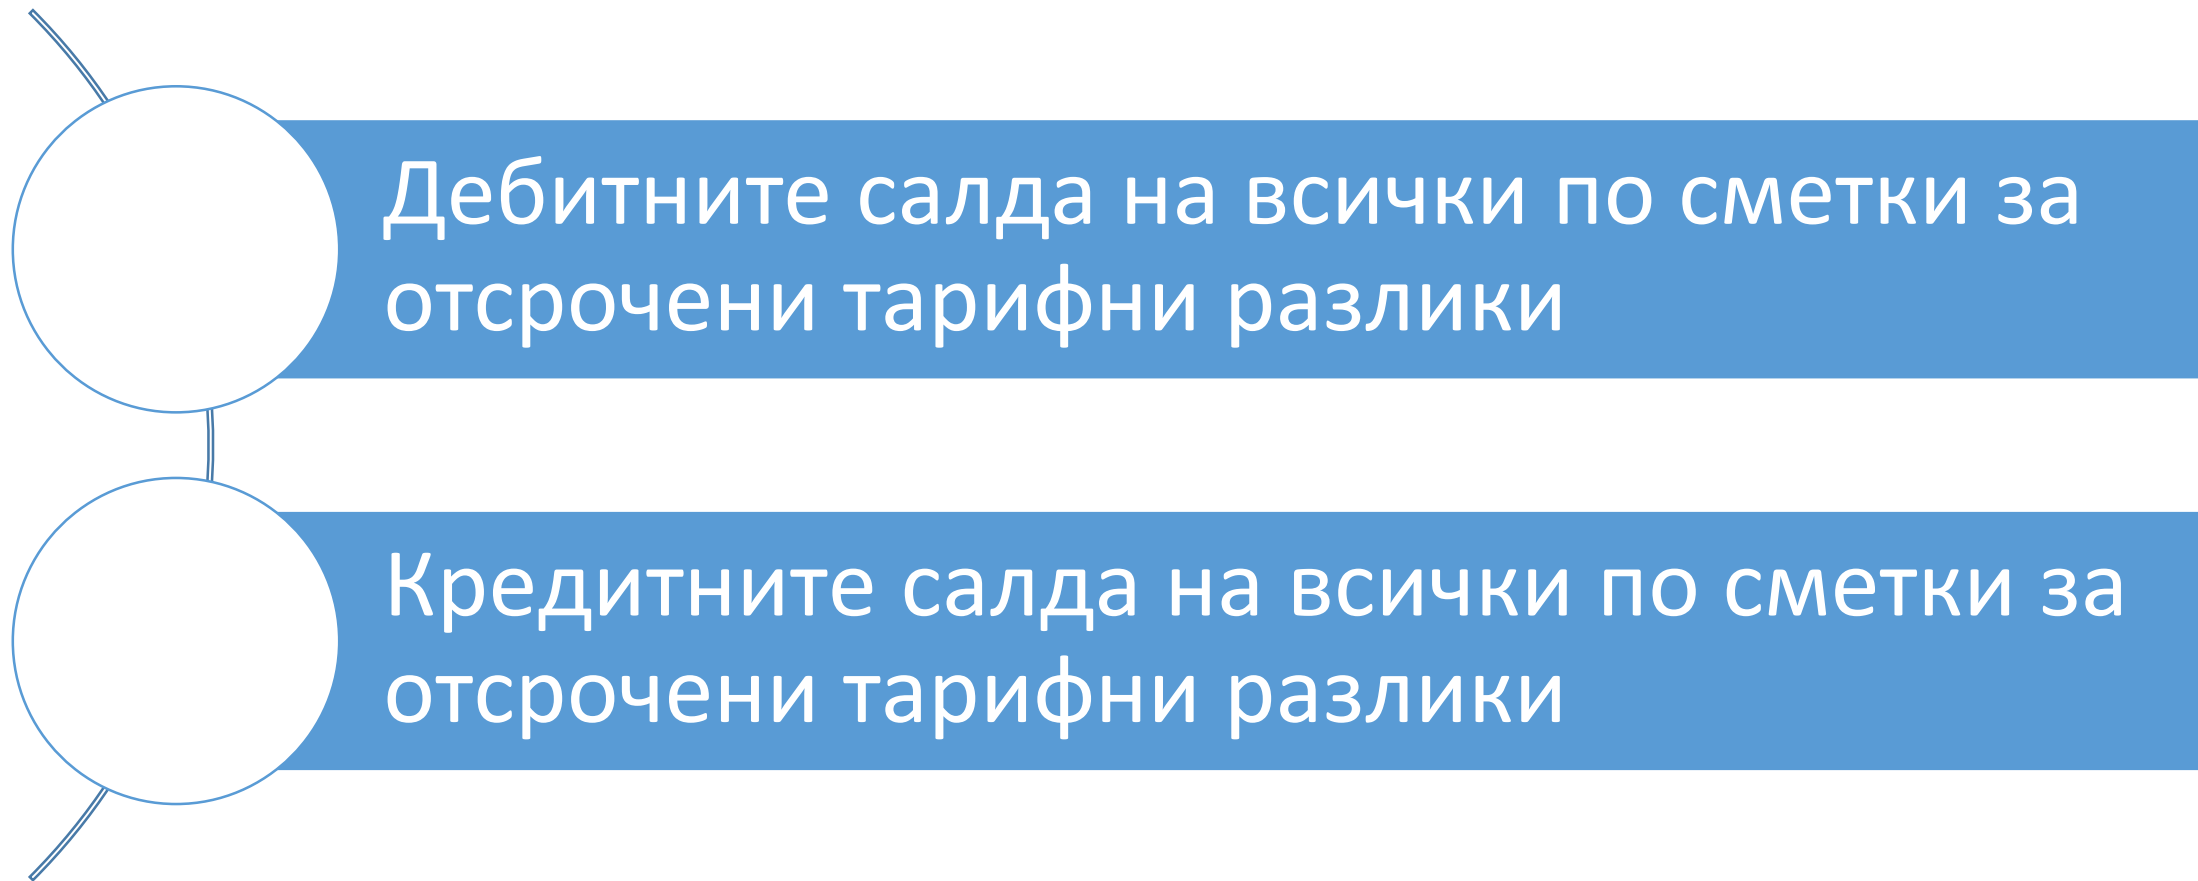 Дебитните салда на всички по сметки за
отсрочени тарифни разлики
Кредитните салда на всички по сметки за
отсрочени тарифни разлики